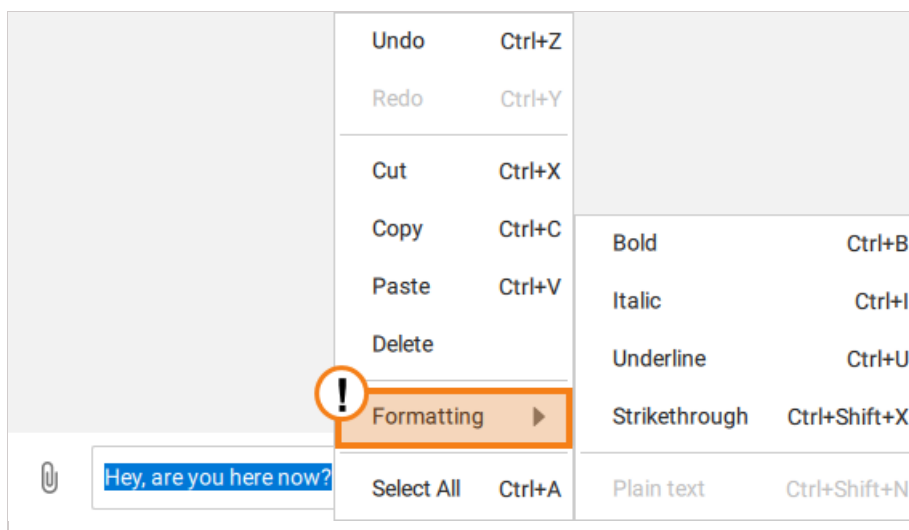 Undo Ctrl+Z
Redo Ctrl+Y
Cut Ctrl+X
Copy Ctrl+C
Paste Ctrl+V
Delete
!
Formatting
Select All Ctrl+A
Bold Ctrl+B
Italic Ctrl+I
Underline Ctrl+U
Strikethrough Ctrl+Shift+X
Plain text Ctrl+Shift+N
Hey, are you here now?